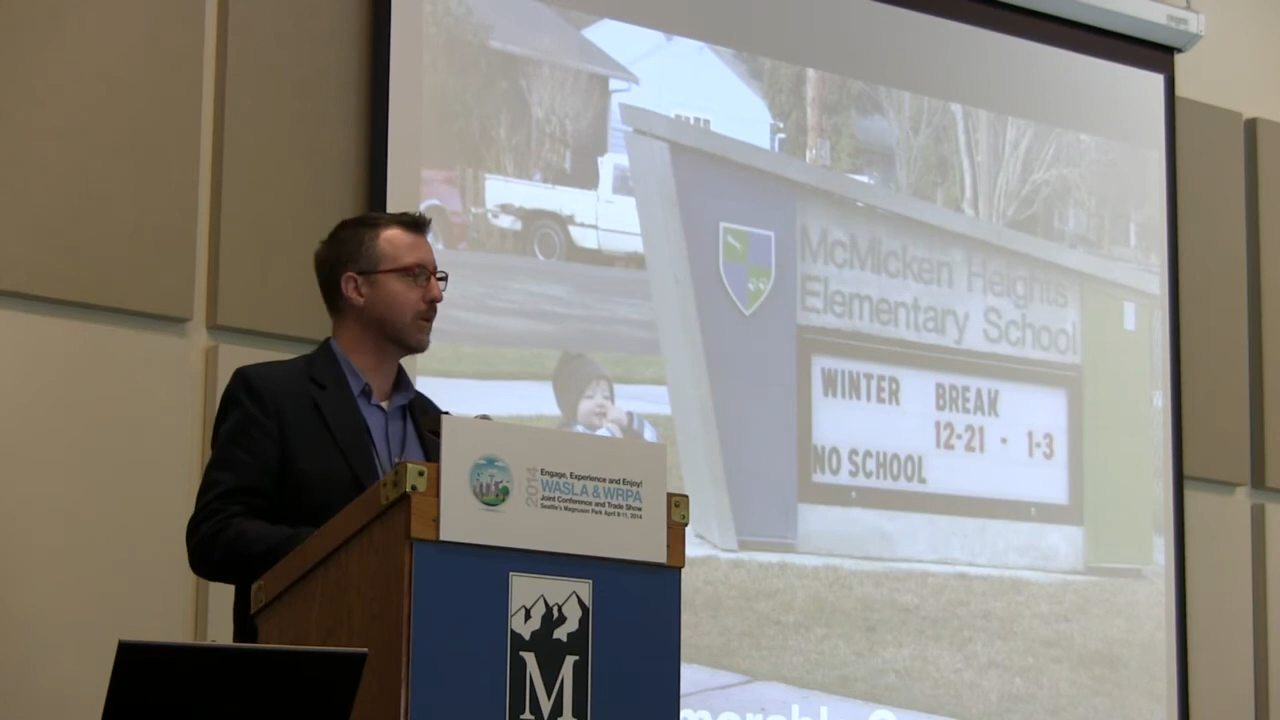 McMicken Heights
Elementary School
WINTER BREAK
12-21 - 1-3
NO SCHOOL
2014
Engage, Experience and Enjoy!
WASLA & WRPA
Joint Conference and Trade Show
Seattle's Magnuson Park April 8-11, 2014
M